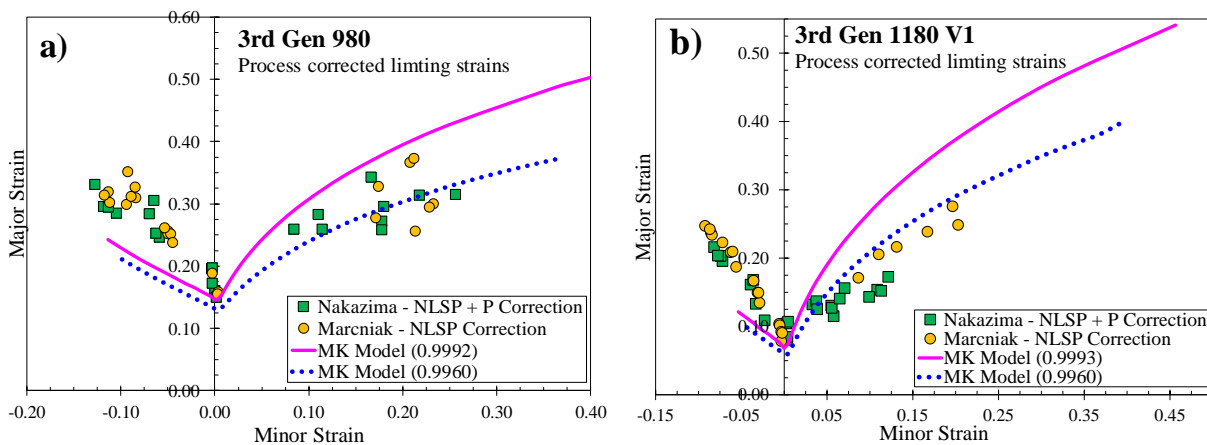 a)
3rd Gen 980
Process corrected limting strains
0.60
0.50
0.40
0.30
0.20
0.10
0.00
-0.20
-0.10
0.00
0.10
0.20
0.30
0.40
Major Strain
Minor Strain
Nakazima - NLSP + P Correction
Marcniak - NLSP Correction
MK Model (0.9992)
MK Model (0.9960)
b)
3rd Gen 1180 V1
Process corrected limting strains
0.50
0.40
0.30
0.20
0.10
0.00
-0.15
-0.05
0.05
0.15
0.25
0.35
0.45
Major Strain
Minor Strain
Nakazima - NLSP + P Correction
Marcniak - NLSP Correction
MK Model (0.9993)
MK Model (0.9960)